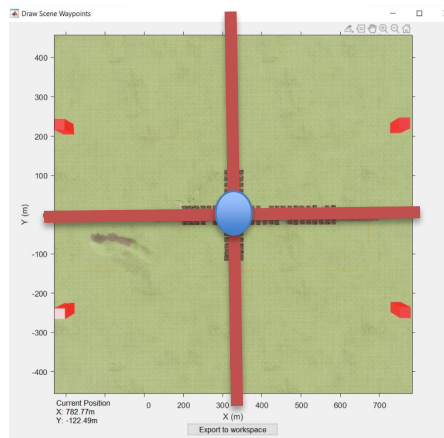 Draw Scene Waypoints
400
300
200
100
0
-100
-200
-300
-400
Y (m)
0
200
300
400
500
600
700
X (m)
Current Position
X: 782.77m
Y: -122.49m
Export to workspace